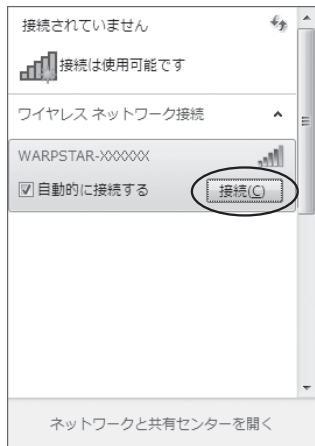 接続されていません
接続は使用可能です
ワイヤレス ネットワーク接続
WARPSTAR-XXXXXX
自動的に接続する
接続(C)
ネットワークと共有センターを開く